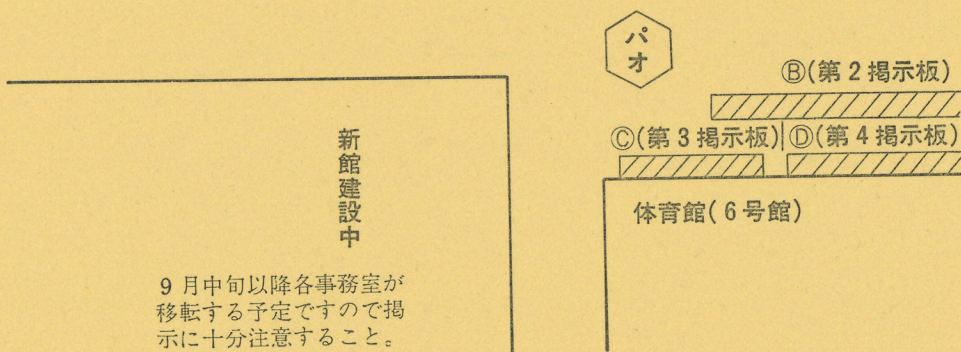 新館建設中
9月中旬以降各事務室が
移転する予定ですので掲
示に十分注意すること。
パ
オ
Ⓑ(第2掲示板)
Ⓒ(第3掲示板)
Ⓓ(第4掲示板)
体育館(6号館)